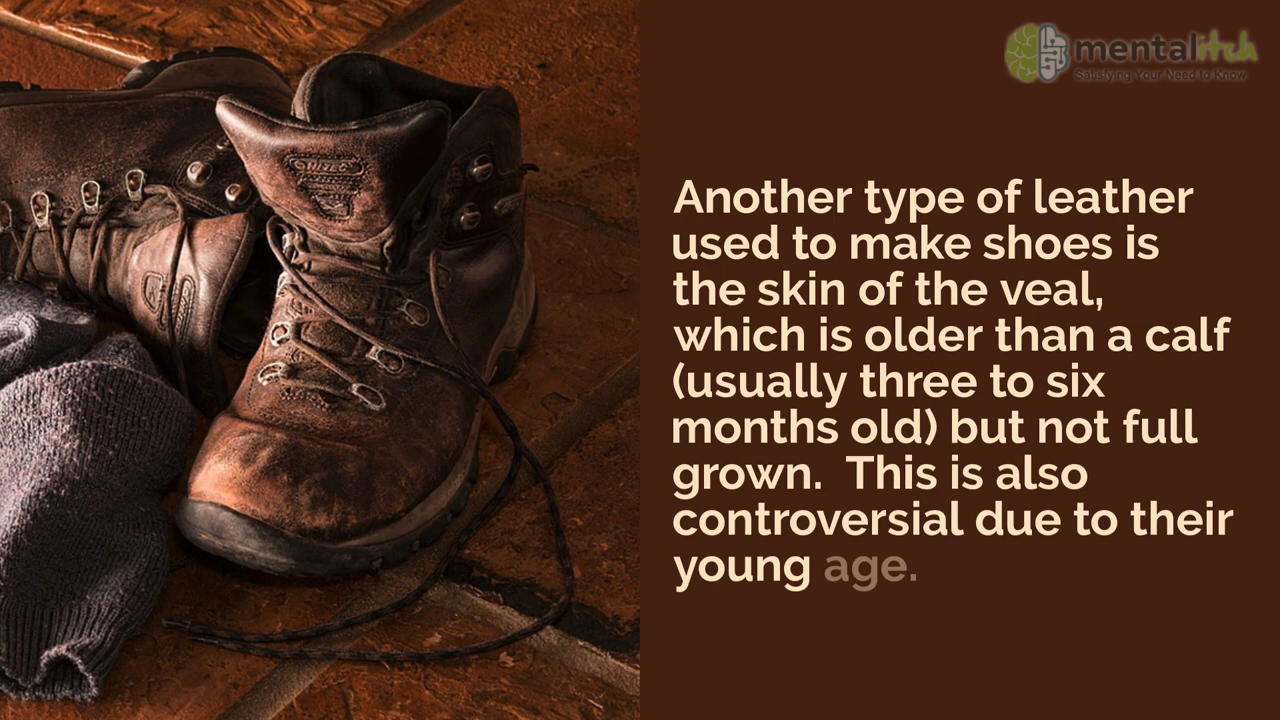 mentalitch
Satisfying Your Need to Know
Another type of leather
used to make shoes is
the skin of the veal,
which is older than a calf
(usually three to six
months old) but not full
grown.  This is also
controversial due to their
young age.